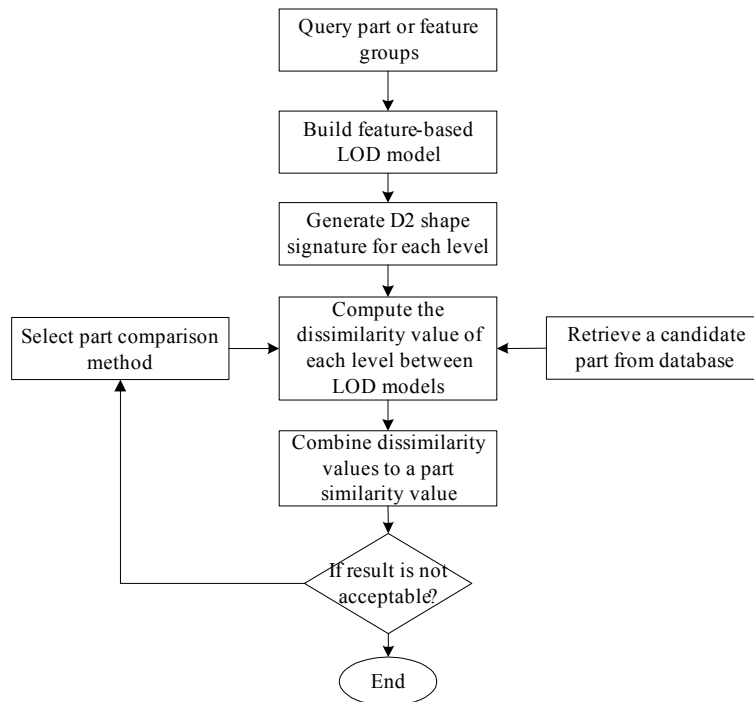 Query part or feature
groups
Build feature-based
LOD model
Generate D2 shape
signature for each level
Select part comparison
method
Compute the
dissimilarity value of
each level between
LOD models
Retrieve a candidate
part from database
Combine dissimilarity
values to a part
similarity value
If result is not
acceptable?
End